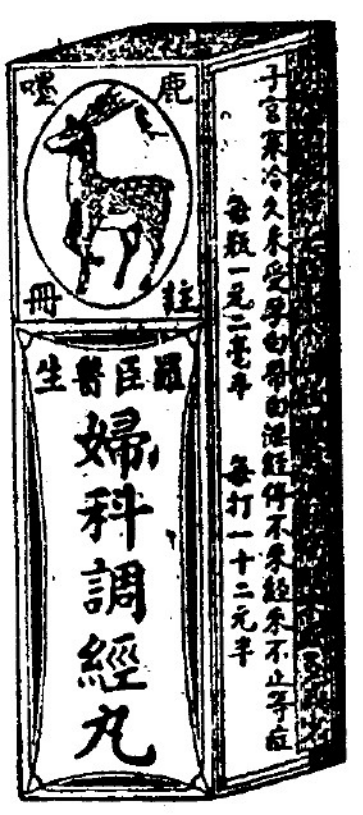 鹿嘜
註冊
羅臣醫生
婦科調經丸
子宮寒冷久未受孕白帶白淫經停不來經來不止等症
每瓶一元二毫半 每打一十二元半